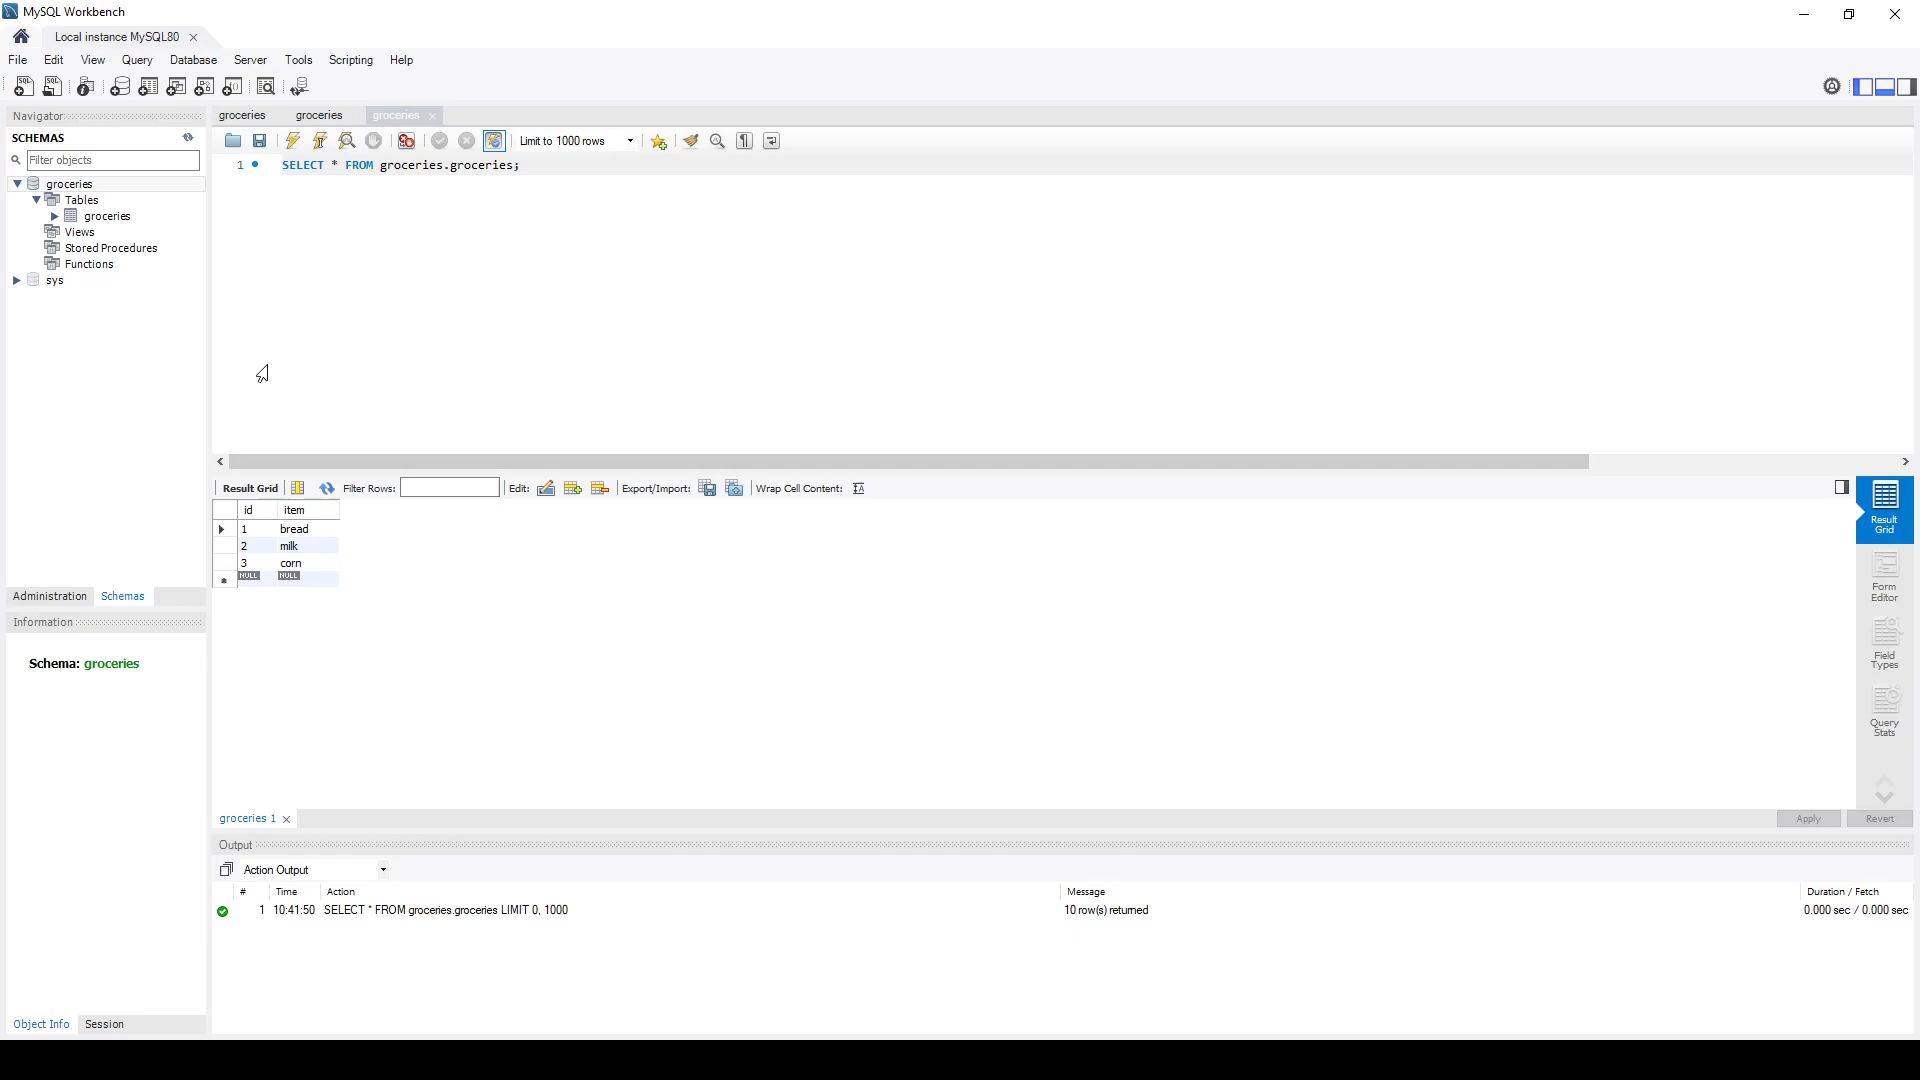 MySQL Workbench
Local instance MySQL80
File Edit View Query Database Server Tools Scripting Help
Navigator
SCHEMAS
Filter objects
groceries
Tables
groceries
Views
Stored Procedures
Functions
sys
Administration Schemas
Information
Schema: groceries
Object Info Session
groceries groceries groceries
Limit to 1000 rows
1 SELECT * FROM groceries.groceries;
Result Grid Filter Rows: Edit: Export/Import: Wrap Cell Content:
id item
1 bread
2 milk
3 corn
NULL NULL
Result
Grid
Form
Editor
Field
Types
Query
Stats
groceries 1
Apply Revert
Output
Action Output
# Time Action Message Duration / Fetch
1 10:41:50 SELECT * FROM groceries.groceries LIMIT 0, 1000 10 row(s) returned 0.000 sec / 0.000 sec